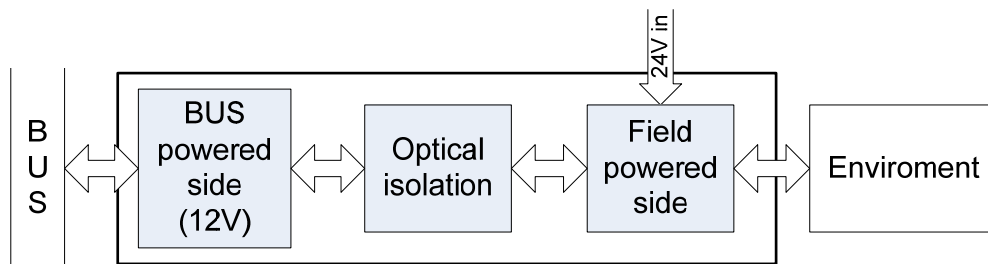 B
U
S
BUS
powered
side
(12V)
Optical
isolation
24V in
Field
powered
side
Enviroment